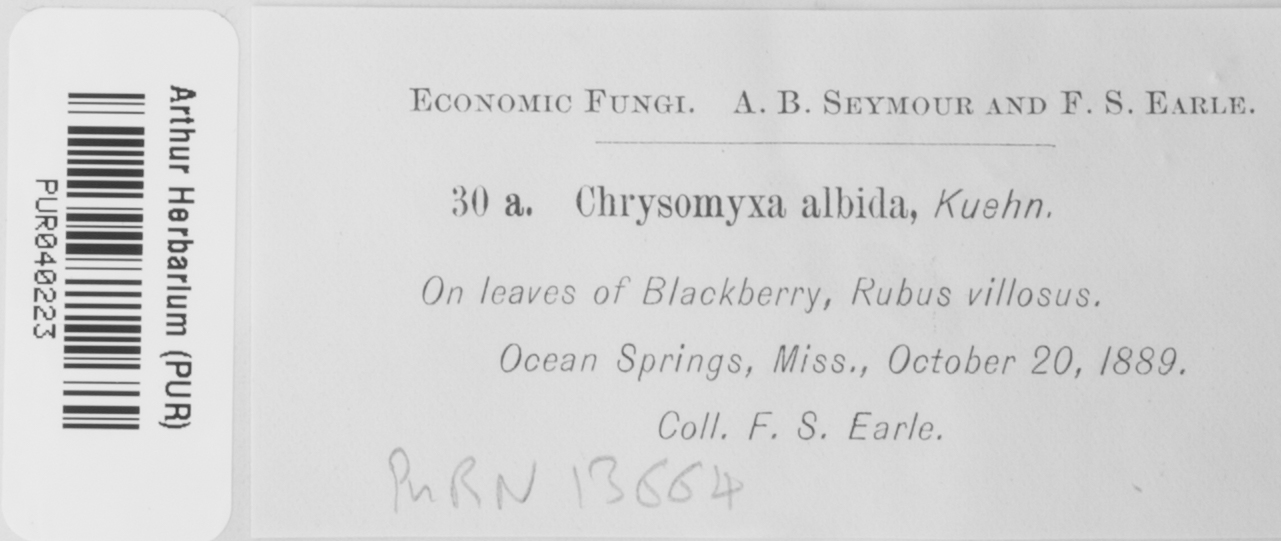 Arthur Herbarium (PUR)
PUR040223
ECONOMIC FUNGI. A. B. SEYMOUR AND F. S. EARLE.
30 a. Chrysomyxa albida, Kuehn.
On leaves of Blackberry, Rubus villosus.
Ocean Springs, Miss., October 20, 1889.
Coll. F. S. Earle.
PurN 13664